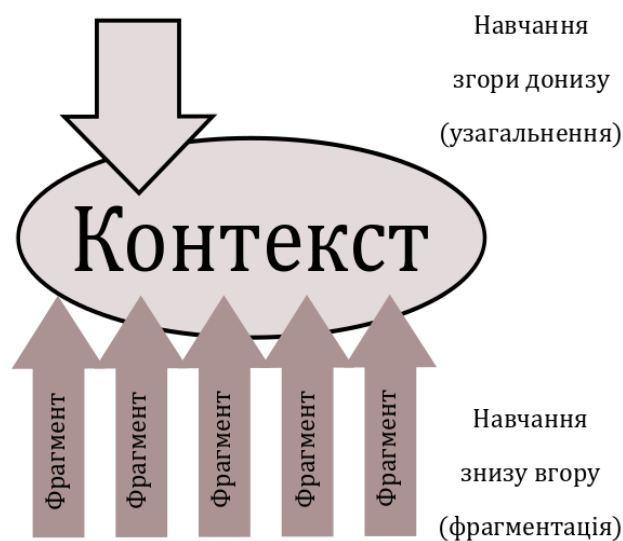 Навчання
згори донизу
(узагальнення)
Контекст
Фрагмент
Фрагмент
Фрагмент
Фрагмент
Фрагмент
Навчання
знизу вгору
(фрагментація)